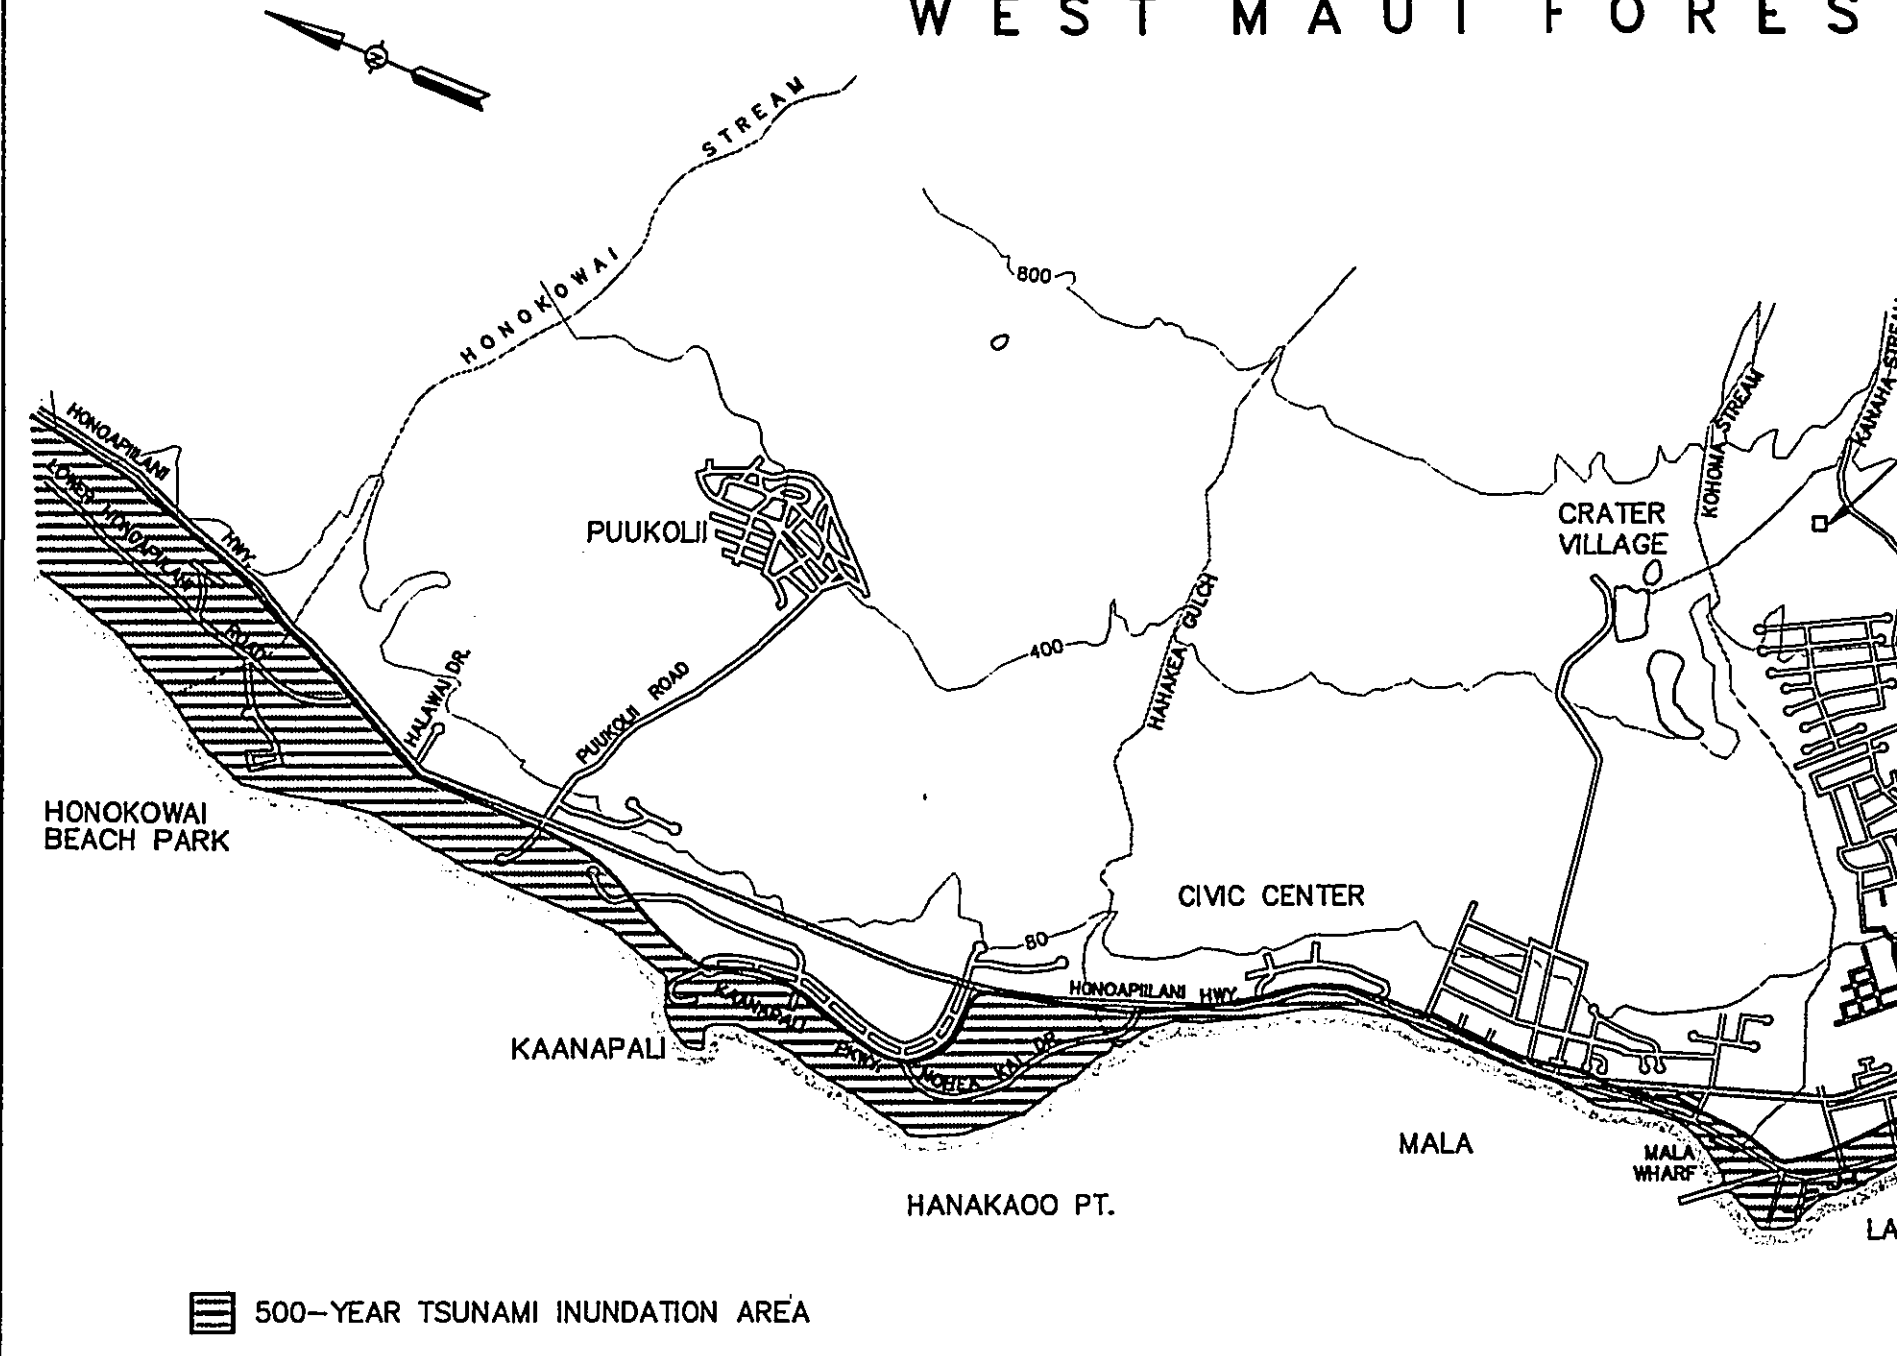 WEST MAUI FORES
N
STREAM
HONOKOWAI
800
KANAHA STREAM
KOHOMA STREAM
HONOAPIILANI
HWY.
LOWER HONOAPIILANI
ROAD
CRATER
VILLAGE
PUUKOLII
HAHAKEA GULCH
400
HALAWAI DR.
PUUKOLII ROAD
HONOKOWAI
BEACH PARK
CIVIC CENTER
80
HONOAPIILANI HWY.
KAANAPALI
PKWY.
NOHEA KAI DR.
KAANAPALI
MALA
MALA
WHARF
HANAKAOO PT.
LA
500-YEAR TSUNAMI INUNDATION AREA